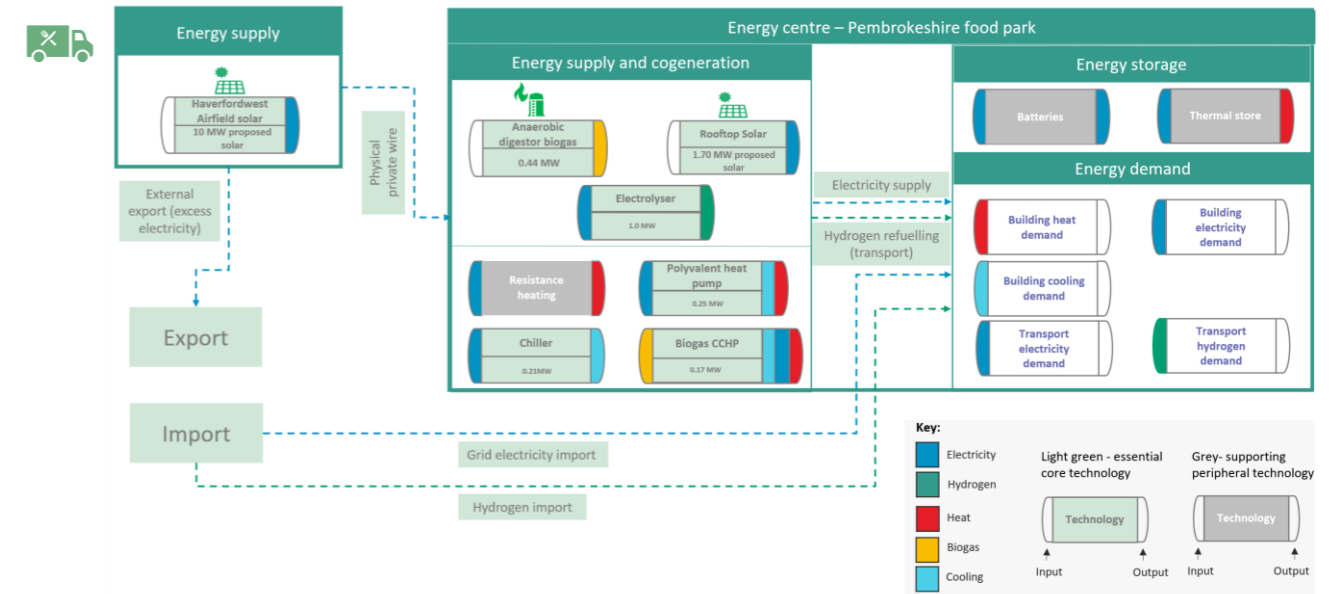 Energy supply
Haverfordwest
Airfield solar
10 MW proposed
solar
External
export (excess
electricity)
Physical
private wire
Export
Import
Grid electricity import
Hydrogen import
Energy centre – Pembrokeshire food park
Energy supply and cogeneration
Anaerobic
digestor biogas
0.44 MW
Rooftop Solar
1.70 MW proposed
solar
Electrolyser
1.0 MW
Resistance
heating
Polyvalent heat
pump
0.25 MW
Chiller
0.21MW
Biogas CCHP
0.17 MW
Electricity supply
Hydrogen refuelling
(transport)
Energy storage
Batteries
Thermal store
Energy demand
Building heat
demand
Building
electricity
demand
Building cooling
demand
Transport
electricity
demand
Transport
hydrogen
demand
Key:
Electricity
Hydrogen
Heat
Biogas
Cooling
Light green - essential
core technology
Technology
Input
Output
Grey- supporting
peripheral technology
Technology
Input
Output